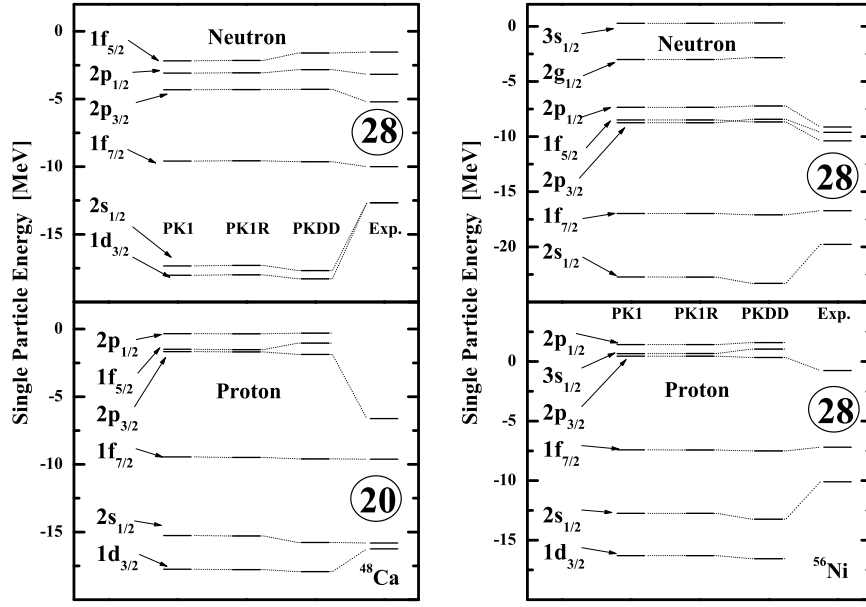 Single Particle Energy [MeV]
0
-5
-10
-15
Neutron
1f5/2
2p1/2
2p3/2
1f7/2
2s1/2
1d3/2
28
PK1 PK1R PKDD Exp.
0
-5
-10
-15
2p1/2
1f5/2
2p3/2
Proton
1f7/2
20
2s1/2
1d3/2
48Ca
Single Particle Energy [MeV]
0
-5
-10
-15
-20
3s1/2
Neutron
2g1/2
2p1/2
1f5/2
2p3/2
28
1f7/2
2s1/2
PK1 PK1R PKDD Exp.
0
-5
-10
-15
2p1/2
3s1/2
2p3/2
Proton
28
1f7/2
2s1/2
1d3/2
56Ni